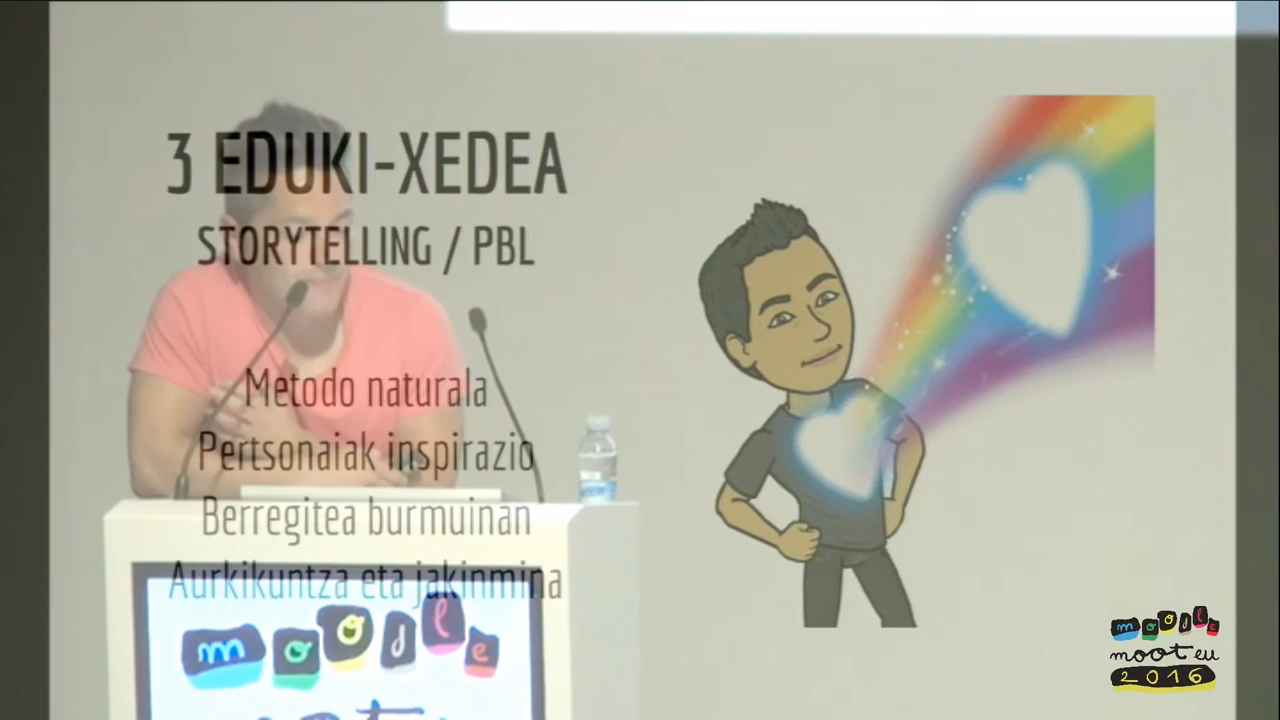 3 EDUKI-XEDEA
STORYTELLING / PBL
Metodo naturala
Pertsonaiak inspirazio
Berregitea burmuinan
Aurkikuntza eta jakinmina
moodle
moodle
moot eu
2016